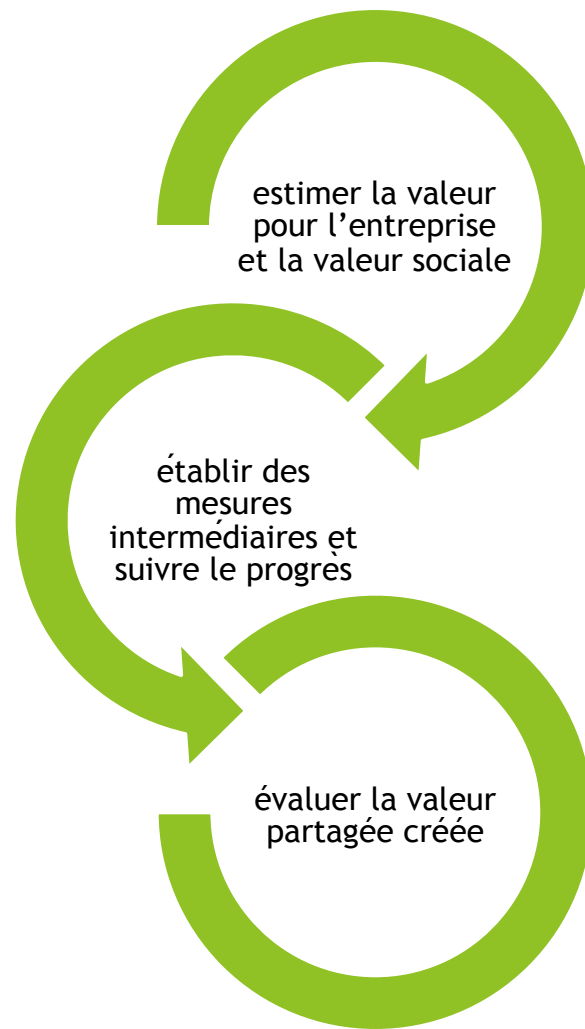 estimer la valeur
pour l’entreprise
et la valeur sociale
établir des
mesures
intermédiaires et
suivre le progrès
évaluer la valeur
partagée créée